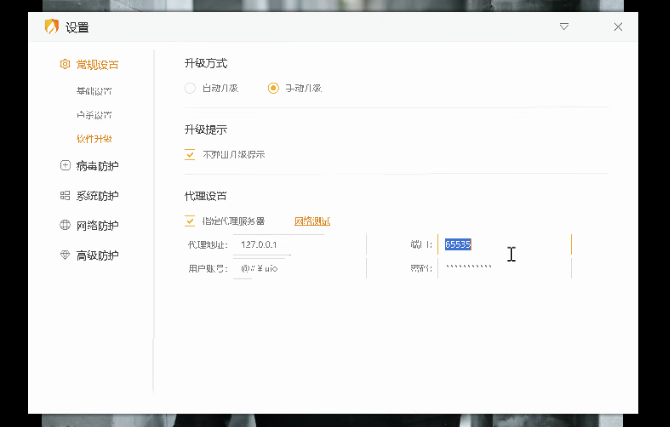 设置
常规设置
基础设置
查杀设置
软件升级
病毒防护
系统防护
网络防护
高级防护
升级方式
自动升级 手动升级
升级提示
不弹出升级提示
代理设置
指定代理服务器 网络测试
代理地址: 127.0.0.1 端口: 65535
用户账号: @#¥uio 密码: ***********